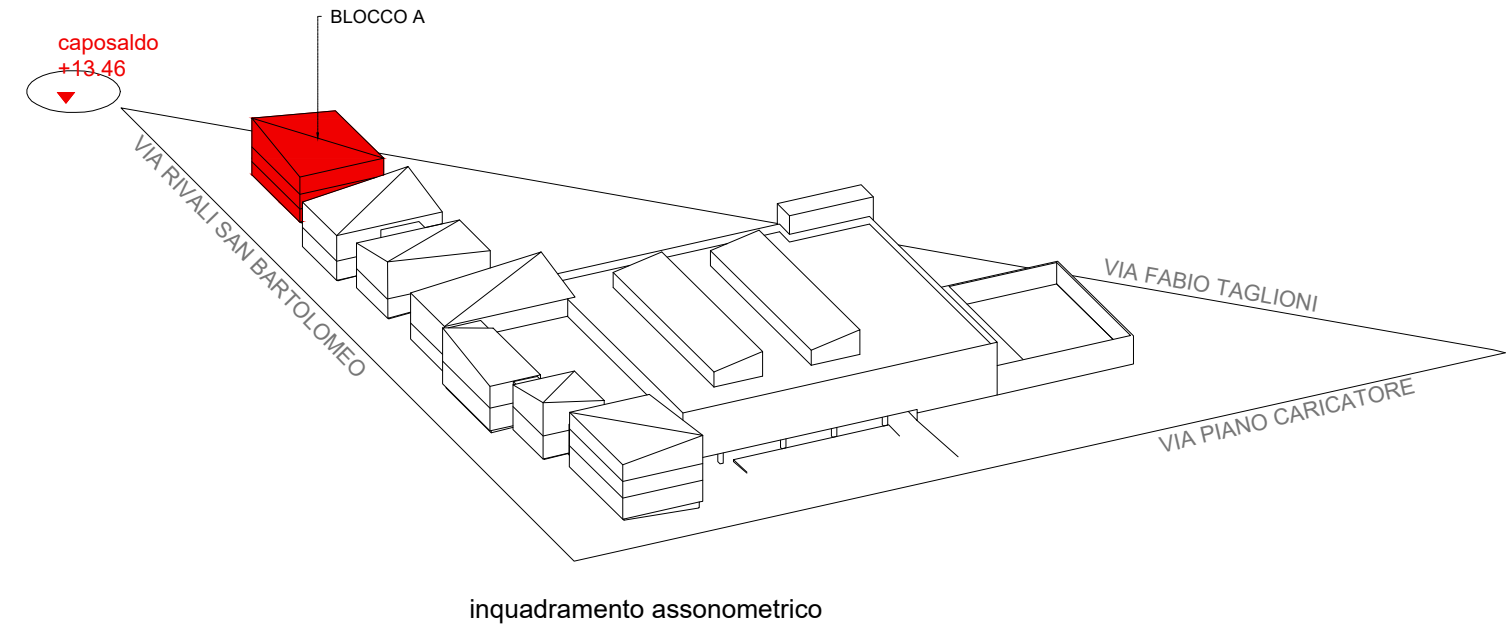 BLOCCO A
caposaldo
+13.46
VIA RIVALI SAN BARTOLOMEO
VIA FABIO TAGLIONI
VIA PIANO CARICATORE
inquadramento assonometrico